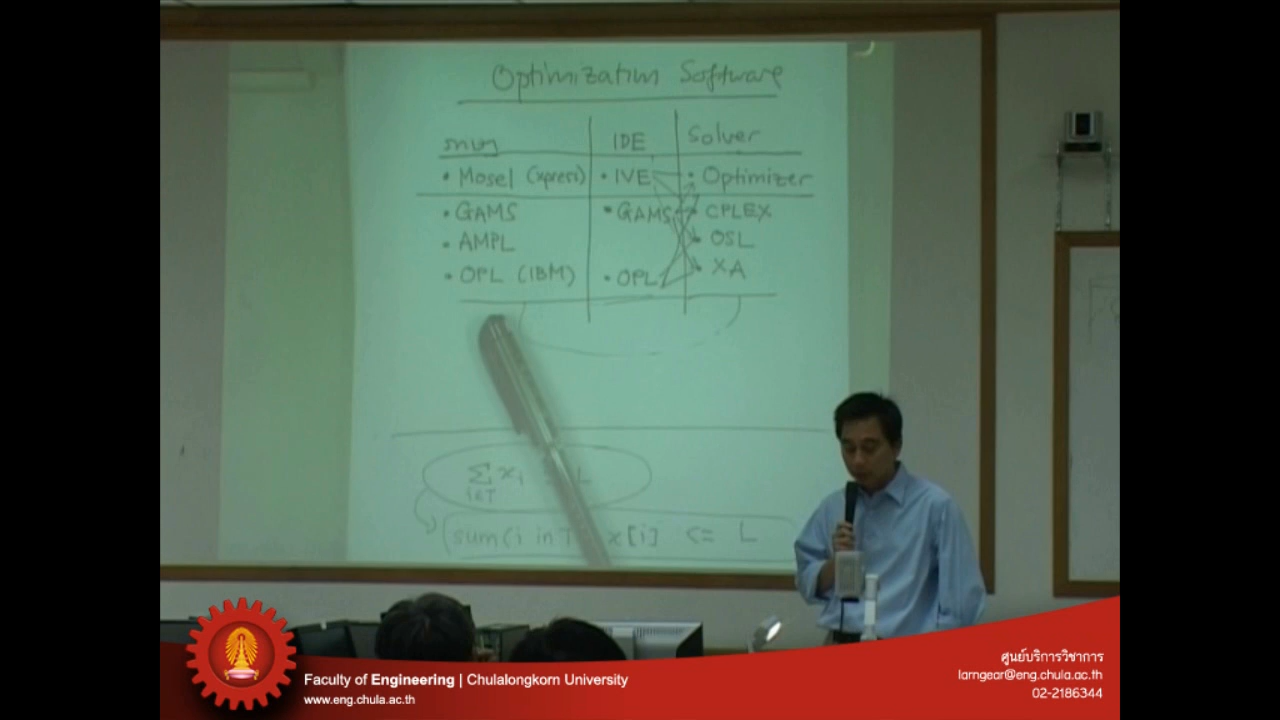 Optimization Software
ภาษา IDE Solver
• Mosel (Xpress) • IVE • Optimizer
• GAMS • GAMS • CPLEX
• AMPL • OSL
• OPL (IBM) • OPL • XA
∑ xi L
i∈T
sum(i in x[i] <= L
Faculty of Engineering | Chulalongkorn University
www.eng.chula.ac.th
ศูนย์บริการวิชาการ
larngear@eng.chula.ac.th
02-2186344